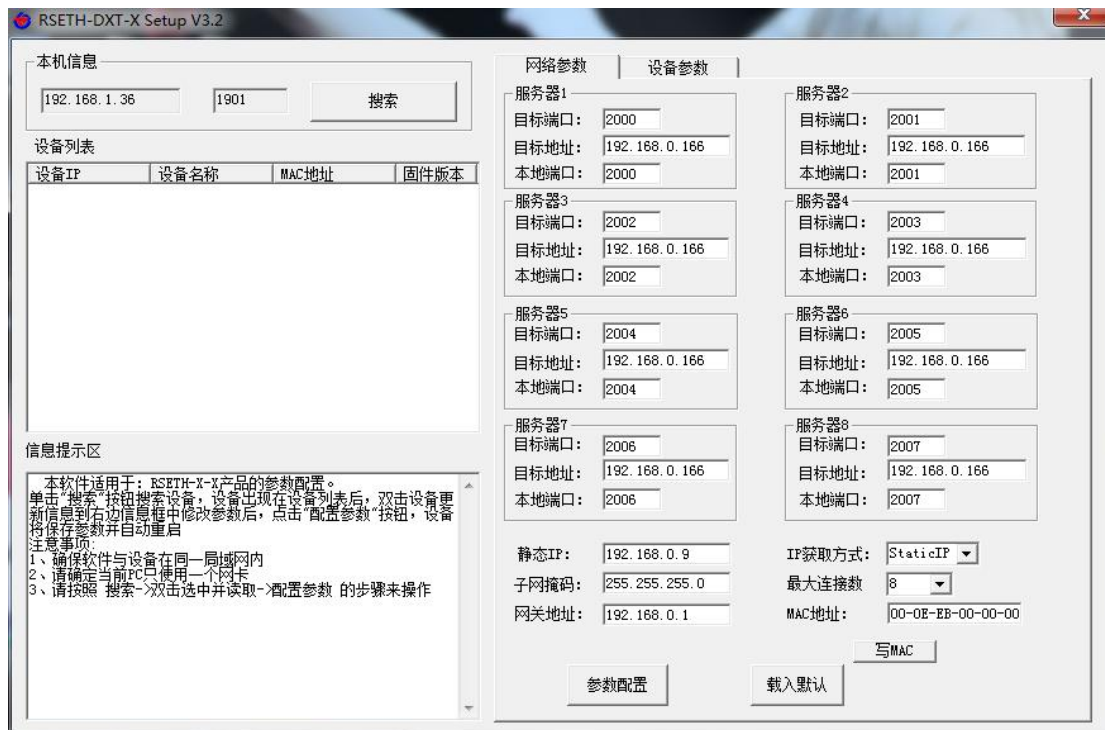 RSETH-DXT-X Setup V3.2
本机信息
192.168.1.36 1901 搜索
设备列表
设备IP 设备名称 MAC地址 固件版本
信息提示区
本软件适用于: RSETH-X-X产品的参数配置。
单击"搜索"按钮搜索设备，设备出现在设备列表后，双击设备更
新信息到右边信息框中修改参数后，点击"配置参数"按钮，设备
将保存参数并自动重启
注意事项:
1、确保软件与设备在同一局域网内
2、请确定当前PC只使用一个网卡
3、请按照 搜索->双击选中并读取->配置参数 的步骤来操作
网络参数 设备参数
服务器1
目标端口: 2000
目标地址: 192.168.0.166
本地端口: 2000
服务器2
目标端口: 2001
目标地址: 192.168.0.166
本地端口: 2001
服务器3
目标端口: 2002
目标地址: 192.168.0.166
本地端口: 2002
服务器4
目标端口: 2003
目标地址: 192.168.0.166
本地端口: 2003
服务器5
目标端口: 2004
目标地址: 192.168.0.166
本地端口: 2004
服务器6
目标端口: 2005
目标地址: 192.168.0.166
本地端口: 2005
服务器7
目标端口: 2006
目标地址: 192.168.0.166
本地端口: 2006
服务器8
目标端口: 2007
目标地址: 192.168.0.166
本地端口: 2007
静态IP: 192.168.0.9
子网掩码: 255.255.255.0
网关地址: 192.168.0.1
IP获取方式: StaticIP
最大连接数 8
MAC地址: 00-0E-EB-00-00-00
写MAC
参数配置 载入默认